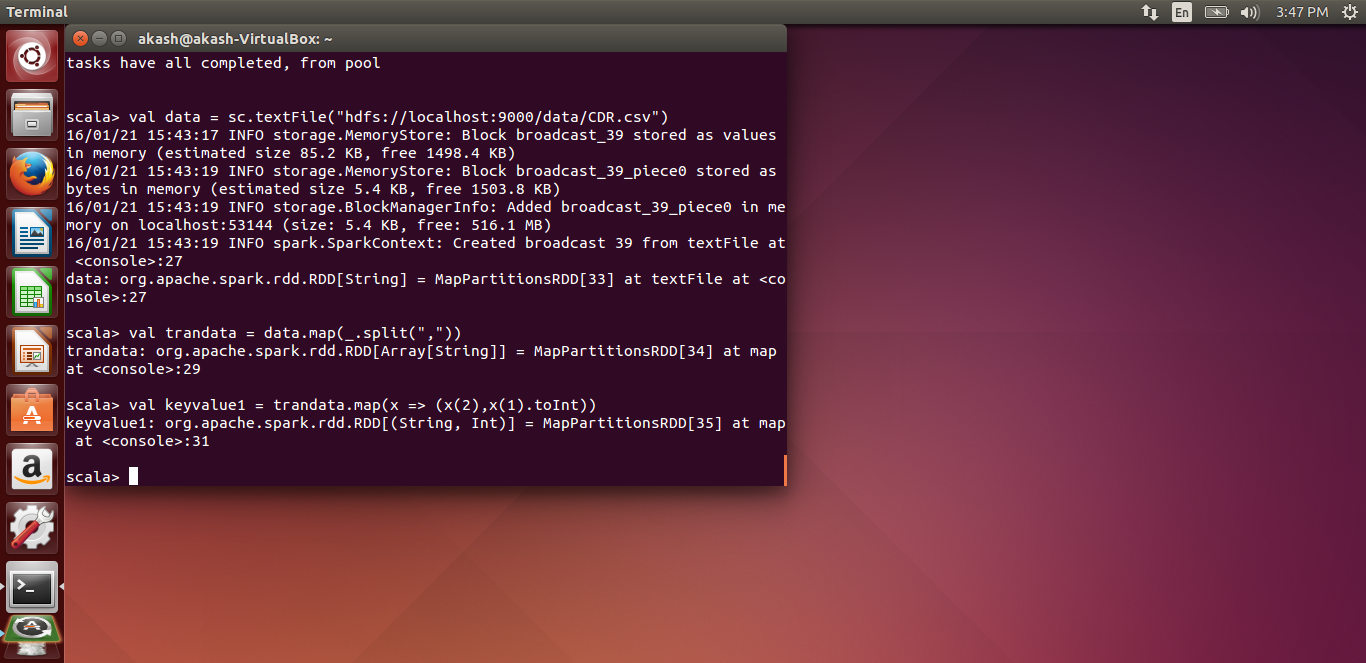 Terminal
En
3:47 PM
akash@akash-VirtualBox: ~
tasks have all completed, from pool
scala> val data = sc.textFile("hdfs://localhost:9000/data/CDR.csv")
16/01/21 15:43:17 INFO storage.MemoryStore: Block broadcast_39 stored as values
in memory (estimated size 85.2 KB, free 1498.4 KB)
16/01/21 15:43:19 INFO storage.MemoryStore: Block broadcast_39_piece0 stored as
bytes in memory (estimated size 5.4 KB, free 1503.8 KB)
16/01/21 15:43:19 INFO storage.BlockManagerInfo: Added broadcast_39_piece0 in me
mory on localhost:53144 (size: 5.4 KB, free: 516.1 MB)
16/01/21 15:43:19 INFO spark.SparkContext: Created broadcast 39 from textFile at
 <console>:27
data: org.apache.spark.rdd.RDD[String] = MapPartitionsRDD[33] at textFile at <co
nsole>:27
scala> val trandata = data.map(_.split(","))
trandata: org.apache.spark.rdd.RDD[Array[String]] = MapPartitionsRDD[34] at map
at <console>:29
scala> val keyvalue1 = trandata.map(x => (x(2),x(1).toInt))
keyvalue1: org.apache.spark.rdd.RDD[(String, Int)] = MapPartitionsRDD[35] at map
 at <console>:31
scala>